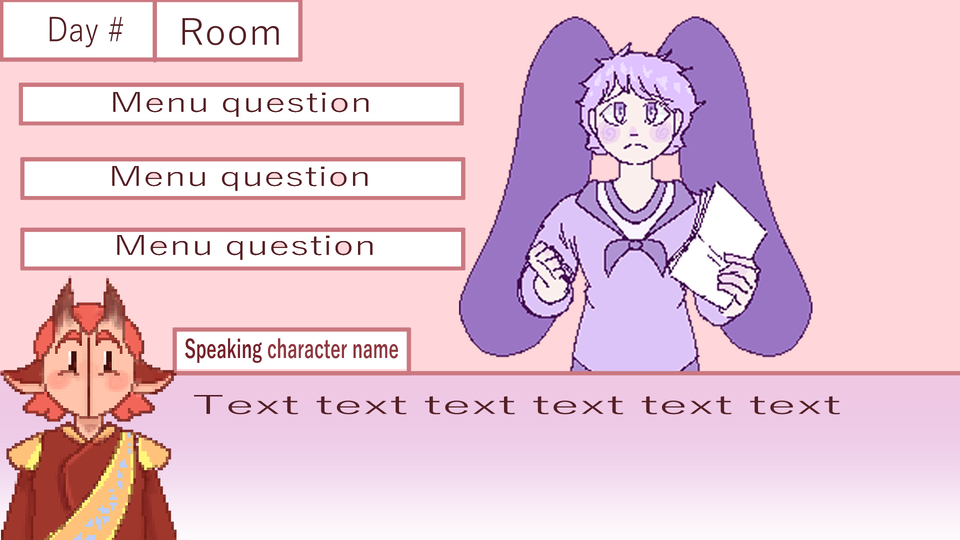 Day #
Room
Menu question
Menu question
Menu question
Speaking character name
Text text text text text text